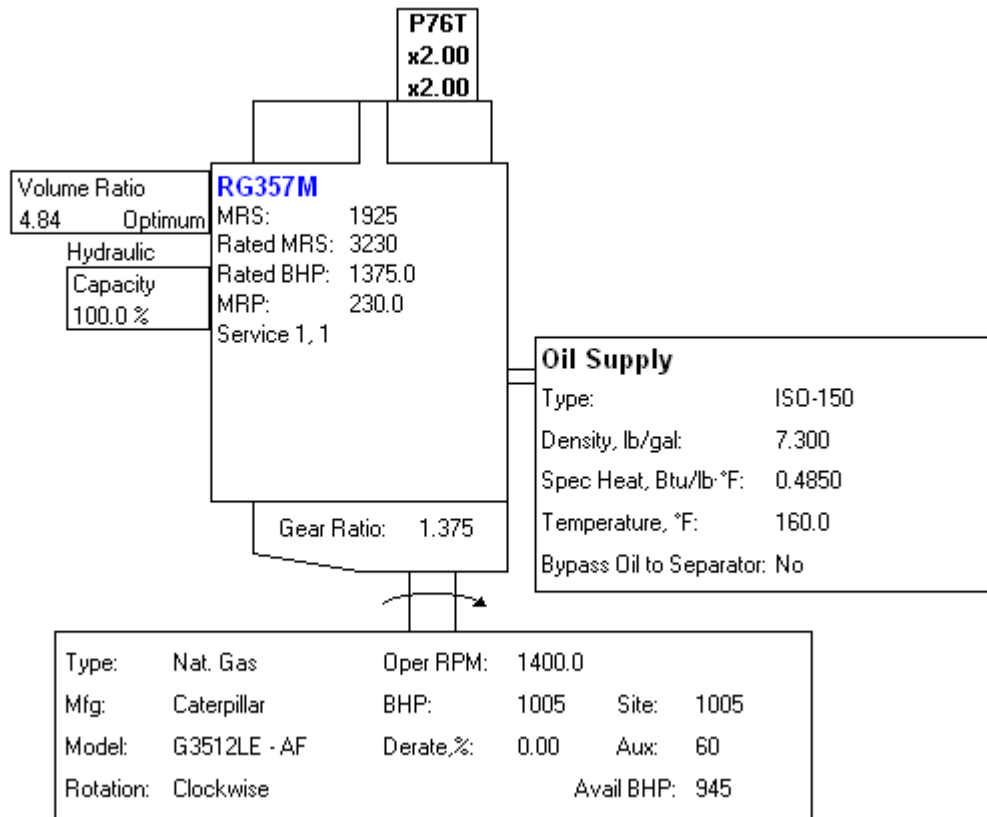 P76T
x2.00
x2.00
Volume Ratio
4.84 Optimum
Hydraulic
Capacity
100.0 %
RG357M
MRS: 1925
Rated MRS: 3230
Rated BHP: 1375.0
MRP: 230.0
Service 1, 1
Oil Supply
Type: ISO-150
Density, lb/gal: 7.300
Spec Heat, Btu/lb·°F: 0.4850
Temperature, °F: 160.0
Bypass Oil to Separator: No
Gear Ratio: 1.375
Type: Nat. Gas Oper RPM: 1400.0
Mfg: Caterpillar BHP: 1005 Site: 1005
Model: G3512LE - AF Derate,%: 0.00 Aux: 60
Rotation: Clockwise Avail BHP: 945